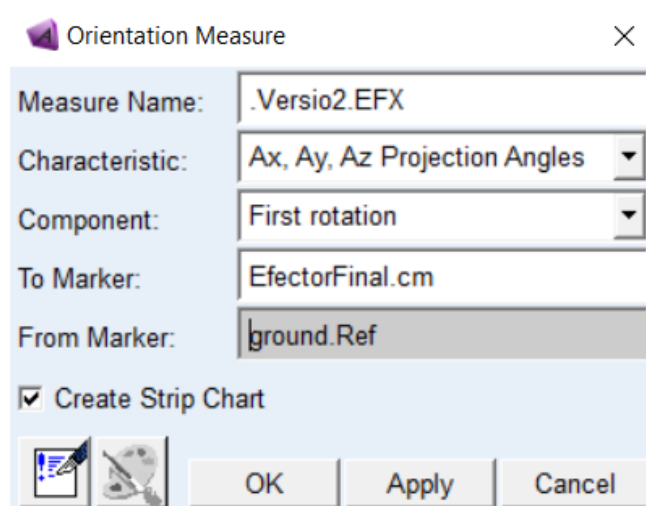 Orientation Measure
Measure Name: .Versio2.EFX
Characteristic: Ax, Ay, Az Projection Angles
Component: First rotation
To Marker: EfectorFinal.cm
From Marker: ground.Ref
Create Strip Chart
OK Apply Cancel